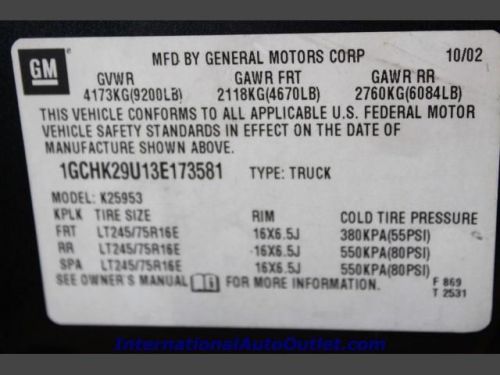 GM
MFD BY GENERAL MOTORS CORP 10/02
GVWR GAWR FRT GAWR RR
4173KG(9200LB) 2118KG(4670LB) 2760KG(6084LB)
THIS VEHICLE CONFORMS TO ALL APPLICABLE U.S. FEDERAL MOTOR
VEHICLE SAFETY STANDARDS IN EFFECT ON THE DATE OF
MANUFACTURE SHOWN ABOVE.
1GCHK29U13E173581 TYPE: TRUCK
MODEL: K25953
KPLK TIRE SIZE RIM COLD TIRE PRESSURE
FRT LT245/75R16E 16X6.5J 380KPA(55PSI)
RR LT245/75R16E 16X6.5J 550KPA(80PSI)
SPA LT245/75R16E 16X6.5J 550KPA(80PSI)
SEE OWNER'S MANUAL FOR MORE INFORMATION. F 869
T 2531
InternationalAutoOutlet.com